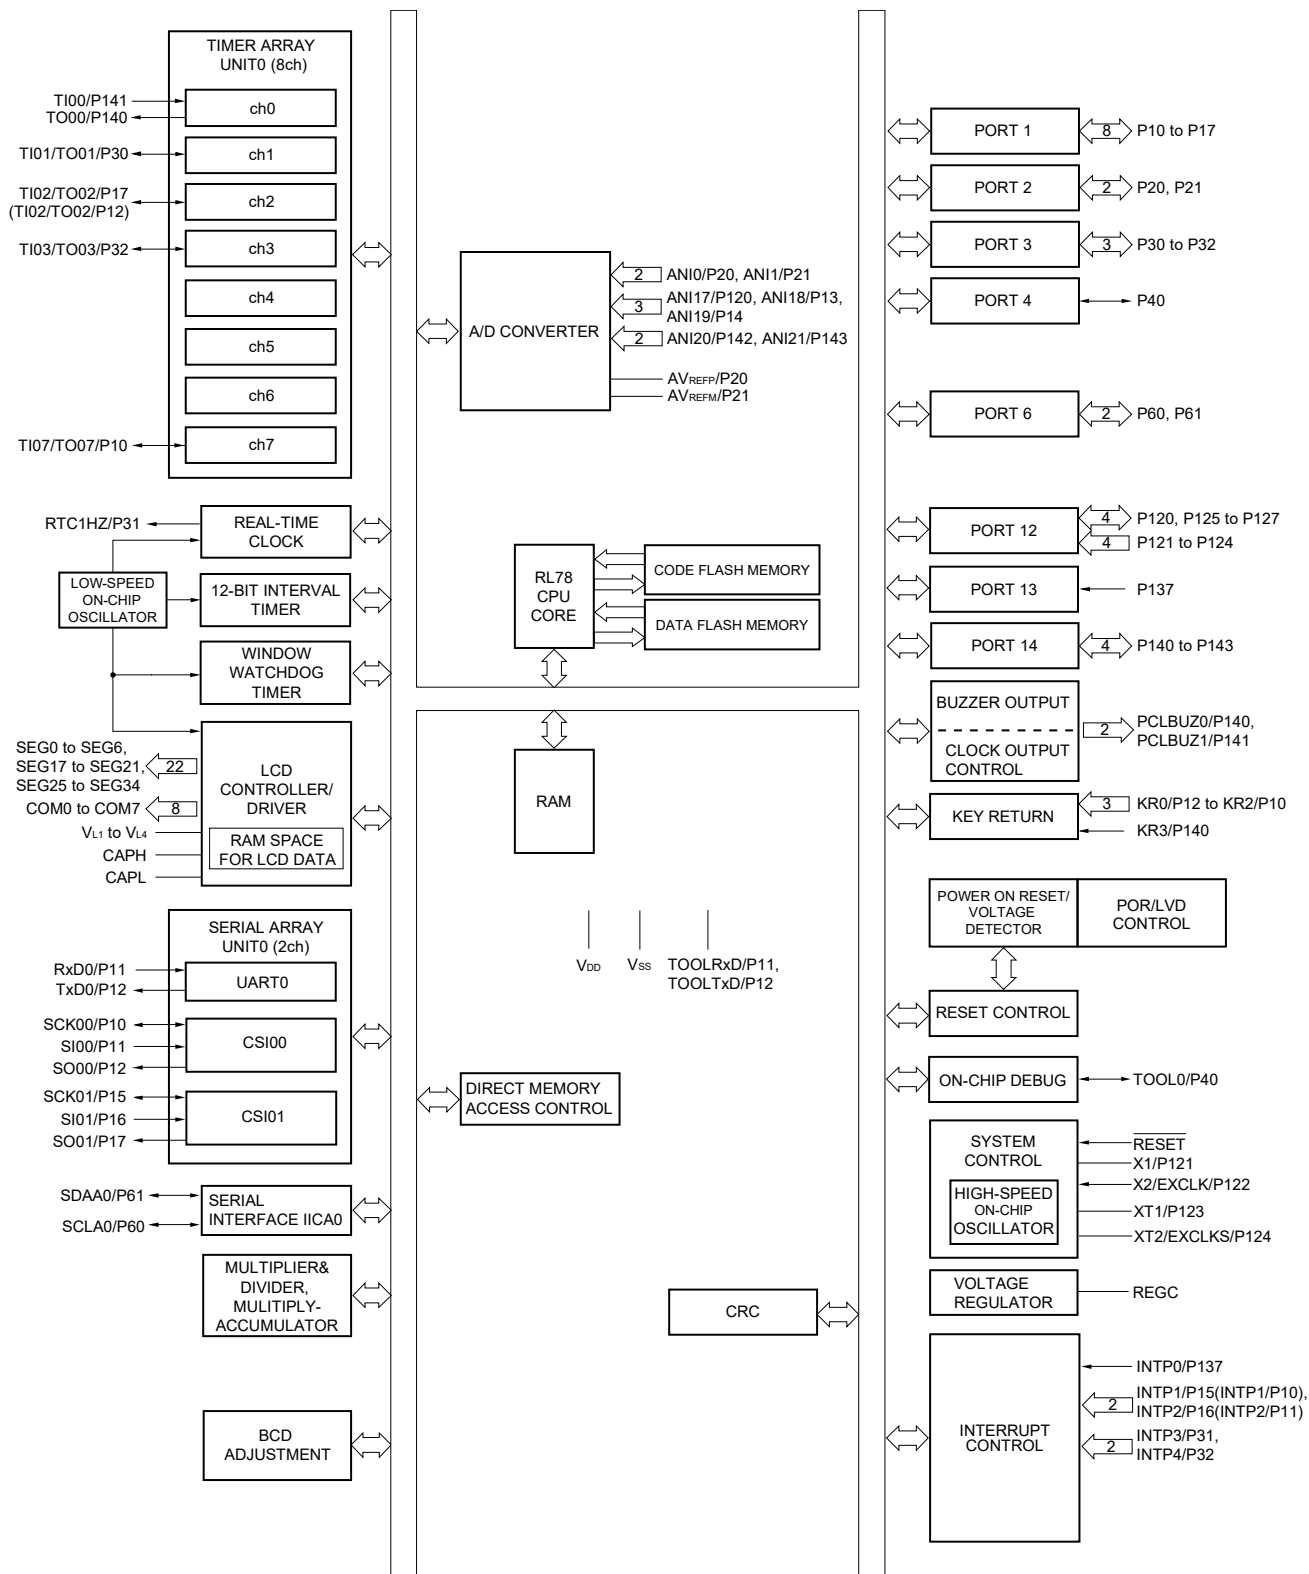 TIMER ARRAY
UNIT0 (8ch)
TI00/P141
TO00/P140
ch0
TI01/TO01/P30
ch1
TI02/TO02/P17
(TI02/TO02/P12)
ch2
TI03/TO03/P32
ch3
ch4
ch5
ch6
TI07/TO07/P10
ch7
RTC1HZ/P31
REAL-TIME
CLOCK
LOW-SPEED
ON-CHIP
OSCILLATOR
12-BIT INTERVAL
TIMER
WINDOW
WATCHDOG
TIMER
SEG0 to SEG6,
SEG17 to SEG21,
SEG25 to SEG34
22
COM0 to COM7
8
VL1 to VL4
CAPH
CAPL
LCD
CONTROLLER/
DRIVER
RAM SPACE
FOR LCD DATA
SERIAL ARRAY
UNIT0 (2ch)
RxD0/P11
TxD0/P12
UART0
SCK00/P10
SI00/P11
SO00/P12
CSI00
SCK01/P15
SI01/P16
SO01/P17
CSI01
SDAA0/P61
SCLA0/P60
SERIAL
INTERFACE IICA0
MULTIPLIER&
DIVIDER,
MULITIPLY-
ACCUMULATOR
BCD
ADJUSTMENT
A/D CONVERTER
2 ANI0/P20, ANI1/P21
3 ANI17/P120, ANI18/P13,
ANI19/P14
2 ANI20/P142, ANI21/P143
AVREFP/P20
AVREFM/P21
RL78
CPU
CORE
CODE FLASH MEMORY
DATA FLASH MEMORY
RAM
VDD
VSS
TOOLRxD/P11,
TOOLTxD/P12
DIRECT MEMORY
ACCESS CONTROL
CRC
PORT 1
8 P10 to P17
PORT 2
2 P20, P21
PORT 3
3 P30 to P32
PORT 4
P40
PORT 6
2 P60, P61
PORT 12
4 P120, P125 to P127
4 P121 to P124
PORT 13
P137
PORT 14
4 P140 to P143
BUZZER OUTPUT
CLOCK OUTPUT
CONTROL
2 PCLBUZ0/P140,
PCLBUZ1/P141
KEY RETURN
3 KR0/P12 to KR2/P10
KR3/P140
POWER ON RESET/
VOLTAGE
DETECTOR
POR/LVD
CONTROL
RESET CONTROL
ON-CHIP DEBUG
TOOL0/P40
SYSTEM
CONTROL
HIGH-SPEED
ON-CHIP
OSCILLATOR
RESET
X1/P121
X2/EXCLK/P122
XT1/P123
XT2/EXCLKS/P124
VOLTAGE
REGULATOR
REGC
INTERRUPT
CONTROL
INTP0/P137
2 INTP1/P15(INTP1/P10),
INTP2/P16(INTP2/P11)
2 INTP3/P31,
INTP4/P32